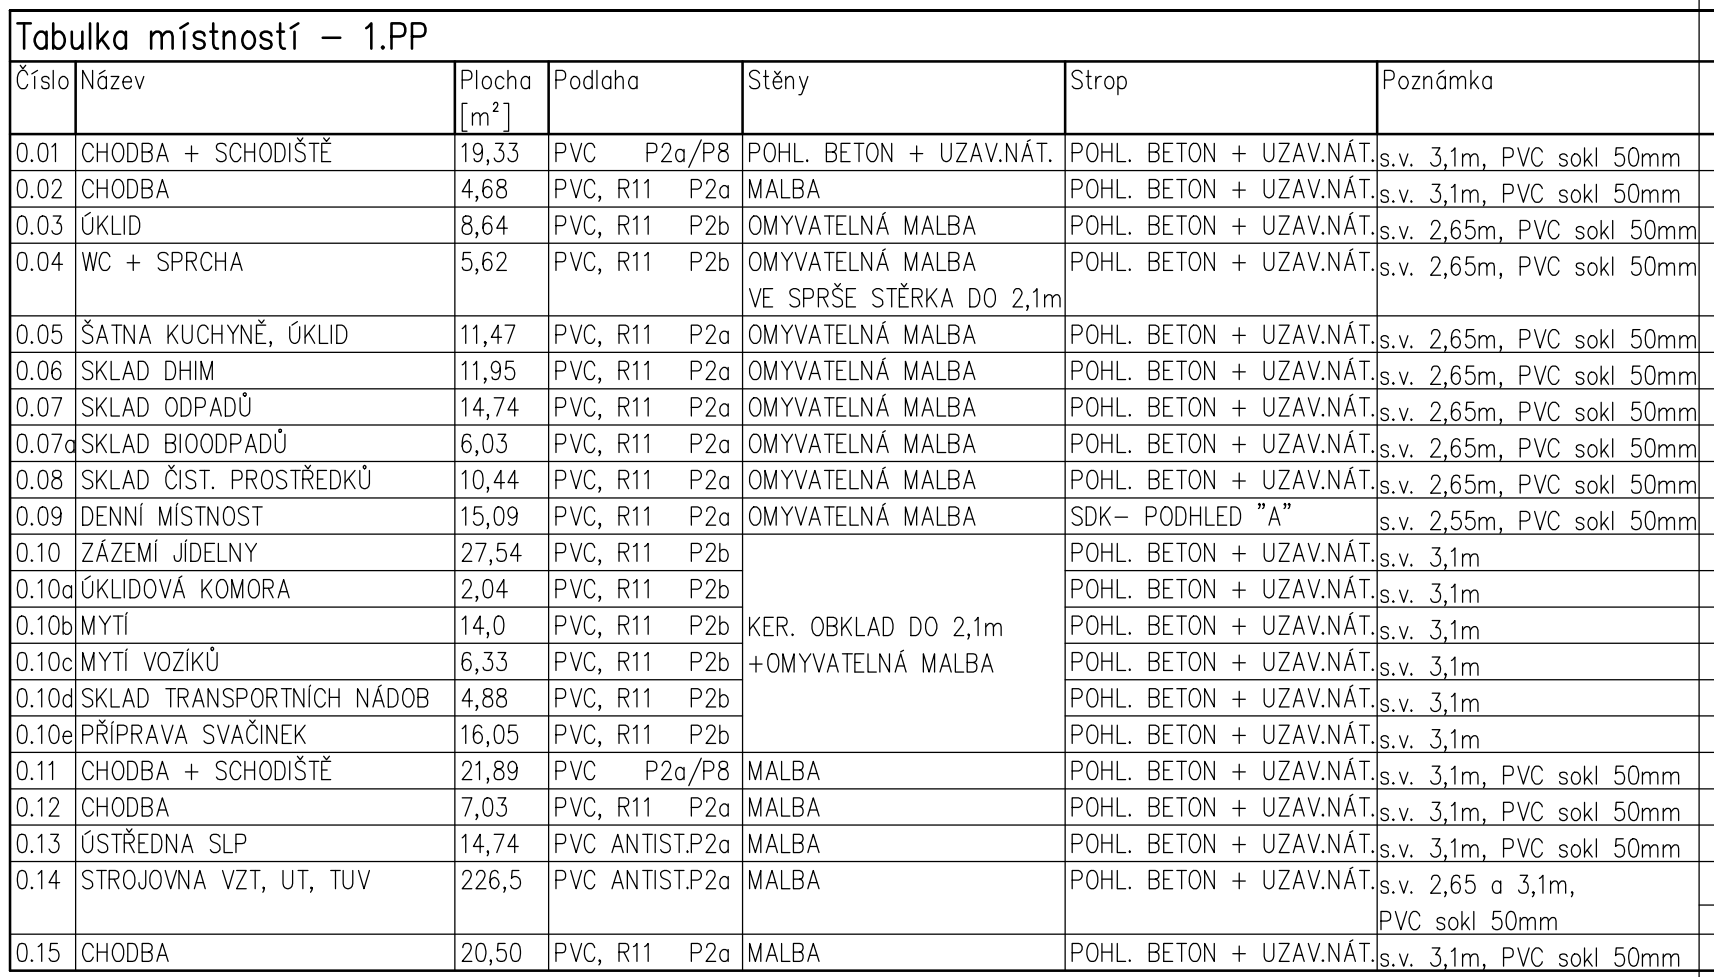 Tabulka místností – 1.PP
Číslo Název Plocha Podlaha Stěny Strop Poznámka
[m²]
0.01 CHODBA + SCHODIŠTĚ 19,33 PVC P2a/P8 POHL. BETON + UZAV.NÁT. POHL. BETON + UZAV.NÁT. s.v. 3,1m, PVC sokl 50mm
0.02 CHODBA 4,68 PVC, R11 P2a MALBA POHL. BETON + UZAV.NÁT. s.v. 3,1m, PVC sokl 50mm
0.03 ÚKLID 8,64 PVC, R11 P2b OMYVATELNÁ MALBA POHL. BETON + UZAV.NÁT. s.v. 2,65m, PVC sokl 50mm
0.04 WC + SPRCHA 5,62 PVC, R11 P2b OMYVATELNÁ MALBA POHL. BETON + UZAV.NÁT. s.v. 2,65m, PVC sokl 50mm
VE SPRŠE STĚRKA DO 2,1m
0.05 ŠATNA KUCHYNĚ, ÚKLID 11,47 PVC, R11 P2a OMYVATELNÁ MALBA POHL. BETON + UZAV.NÁT. s.v. 2,65m, PVC sokl 50mm
0.06 SKLAD DHIM 11,95 PVC, R11 P2a OMYVATELNÁ MALBA POHL. BETON + UZAV.NÁT. s.v. 2,65m, PVC sokl 50mm
0.07 SKLAD ODPADŮ 14,74 PVC, R11 P2a OMYVATELNÁ MALBA POHL. BETON + UZAV.NÁT. s.v. 2,65m, PVC sokl 50mm
0.07a SKLAD BIOODPADŮ 6,03 PVC, R11 P2a OMYVATELNÁ MALBA POHL. BETON + UZAV.NÁT. s.v. 2,65m, PVC sokl 50mm
0.08 SKLAD ČIST. PROSTŘEDKŮ 10,44 PVC, R11 P2a OMYVATELNÁ MALBA POHL. BETON + UZAV.NÁT. s.v. 2,65m, PVC sokl 50mm
0.09 DENNÍ MÍSTNOST 15,09 PVC, R11 P2a OMYVATELNÁ MALBA SDK– PODHLED "A" s.v. 2,55m, PVC sokl 50mm
0.10 ZÁZEMÍ JÍDELNY 27,54 PVC, R11 P2b POHL. BETON + UZAV.NÁT. s.v. 3,1m
0.10a ÚKLIDOVÁ KOMORA 2,04 PVC, R11 P2b POHL. BETON + UZAV.NÁT. s.v. 3,1m
0.10b MYTÍ 14,0 PVC, R11 P2b KER. OBKLAD DO 2,1m POHL. BETON + UZAV.NÁT. s.v. 3,1m
0.10c MYTÍ VOZÍKŮ 6,33 PVC, R11 P2b +OMYVATELNÁ MALBA POHL. BETON + UZAV.NÁT. s.v. 3,1m
0.10d SKLAD TRANSPORTNÍCH NÁDOB 4,88 PVC, R11 P2b POHL. BETON + UZAV.NÁT. s.v. 3,1m
0.10e PŘÍPRAVA SVAČINEK 16,05 PVC, R11 P2b POHL. BETON + UZAV.NÁT. s.v. 3,1m
0.11 CHODBA + SCHODIŠTĚ 21,89 PVC P2a/P8 MALBA POHL. BETON + UZAV.NÁT. s.v. 3,1m, PVC sokl 50mm
0.12 CHODBA 7,03 PVC, R11 P2a MALBA POHL. BETON + UZAV.NÁT. s.v. 3,1m, PVC sokl 50mm
0.13 ÚSTŘEDNA SLP 14,74 PVC ANTIST.P2a MALBA POHL. BETON + UZAV.NÁT. s.v. 3,1m, PVC sokl 50mm
0.14 STROJOVNA VZT, UT, TUV 226,5 PVC ANTIST.P2a MALBA POHL. BETON + UZAV.NÁT. s.v. 2,65 a 3,1m,
PVC sokl 50mm
0.15 CHODBA 20,50 PVC, R11 P2a MALBA POHL. BETON + UZAV.NÁT. s.v. 3,1m, PVC sokl 50mm